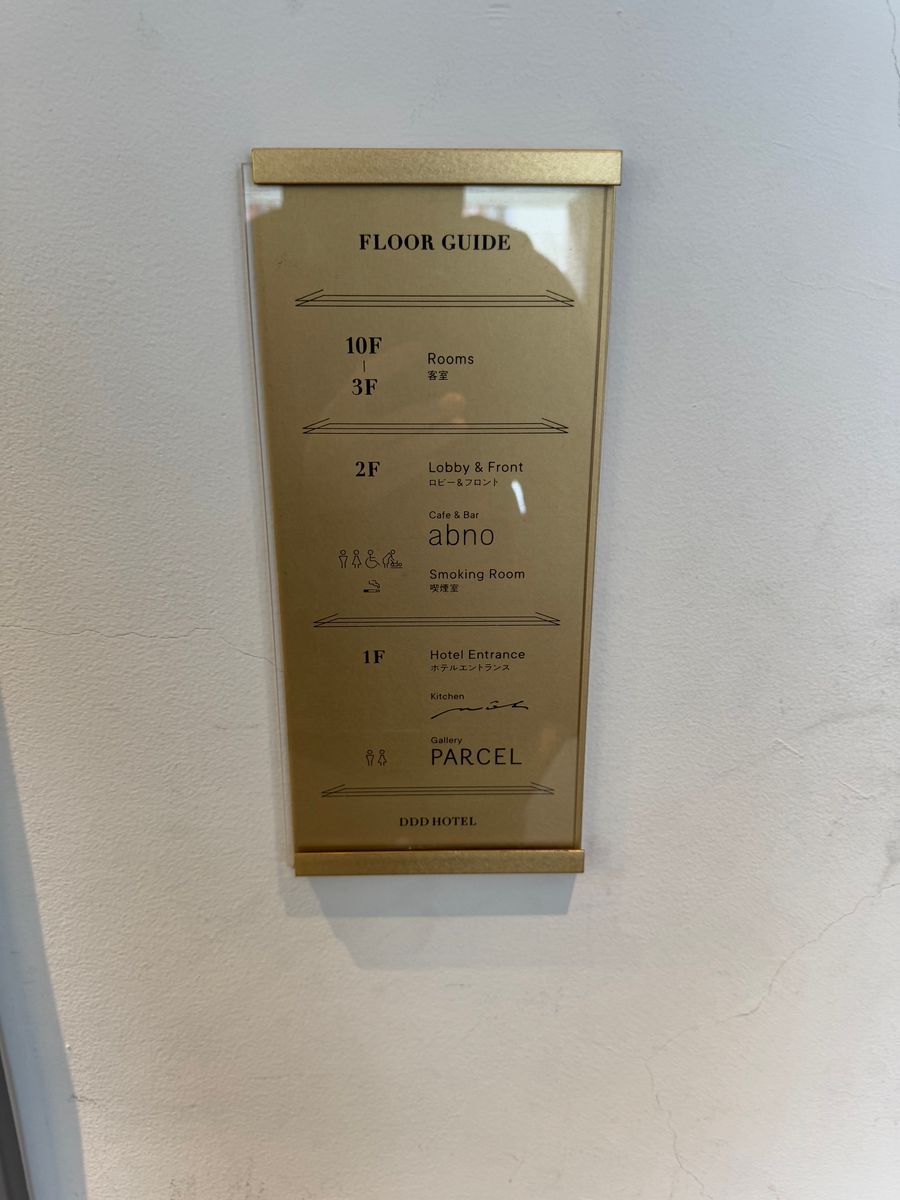 FLOOR GUIDE
10F
3F
Rooms
客室
2F
Lobby & Front
ロビー&フロント
Cafe & Bar
abno
Smoking Room
喫煙室
1F
Hotel Entrance
ホテルエントランス
Kitchen
Gallery
PARCEL
DDD HOTEL